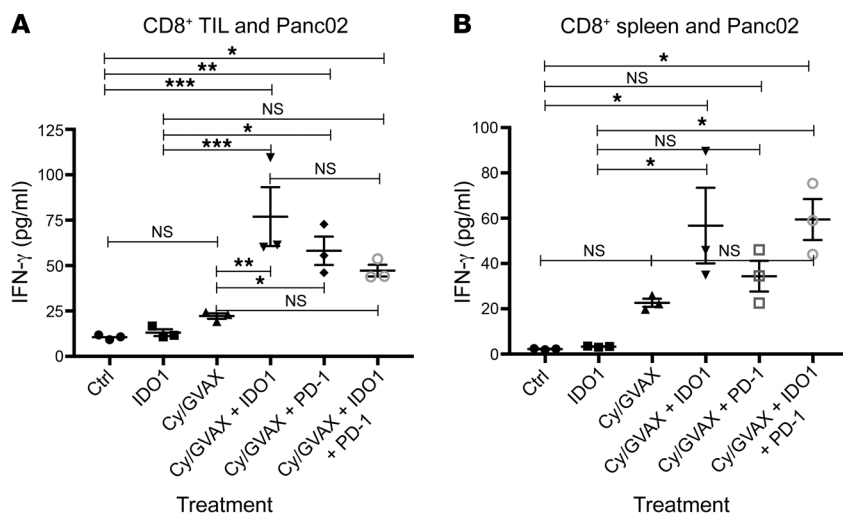 A
CD8⁺ TIL and Panc02
*
**
***
NS
*
***
NS
NS
**
*
NS
125
100
75
50
25
0
IFN-γ (pg/ml)
Ctrl
IDO1
Cy/GVAX
Cy/GVAX + IDO1
Cy/GVAX + PD-1
Cy/GVAX + IDO1
+ PD-1
Treatment
B
CD8⁺ spleen and Panc02
*
NS
*
*
NS
*
NS
NS
100
80
60
40
20
0
IFN-γ (pg/ml)
Ctrl
IDO1
Cy/GVAX
Cy/GVAX + IDO1
Cy/GVAX + PD-1
Cy/GVAX + IDO1
+ PD-1
Treatment